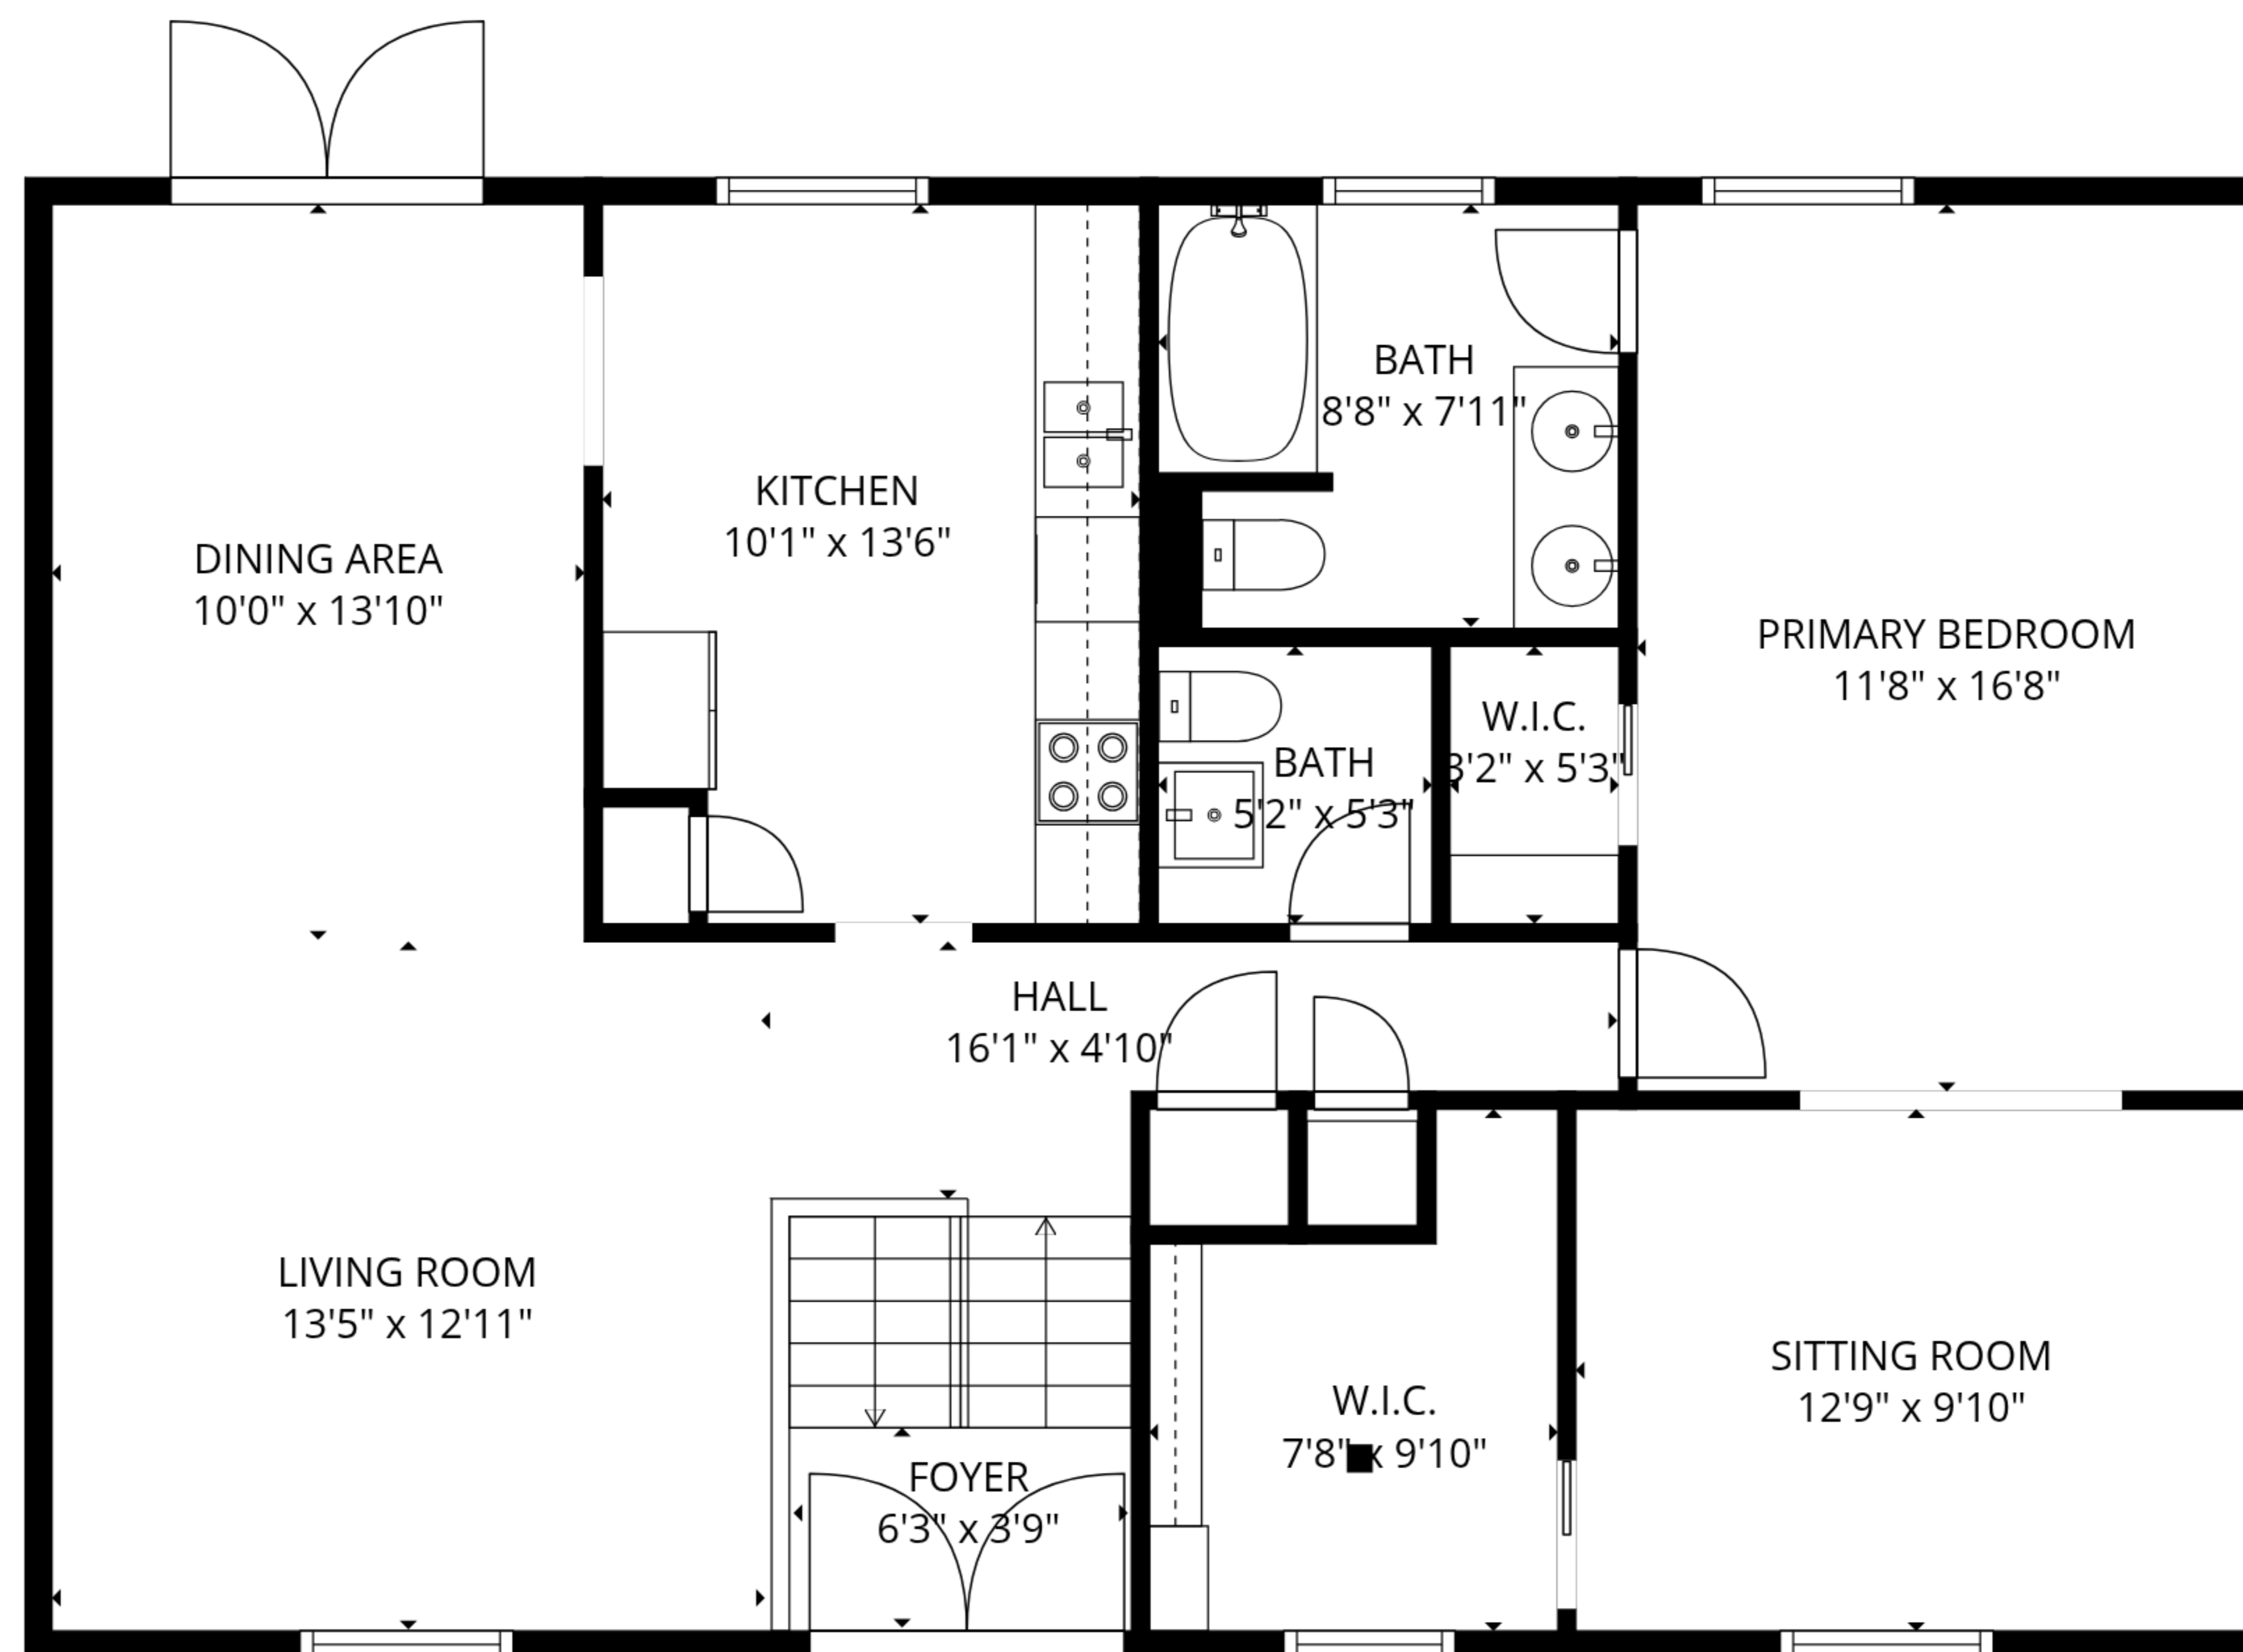 BATH
8'8" x 7'11"
KITCHEN
10'1" x 13'6"
DINING AREA
10'0" x 13'10"
PRIMARY BEDROOM
11'8" x 16'8"
W.I.C.
3'2" x 5'3"
BATH
5'2" x 5'3"
HALL
16'1" x 4'10"
LIVING ROOM
13'5" x 12'11"
SITTING ROOM
12'9" x 9'10"
W.I.C.
7'8" x 9'10"
FOYER
6'3" x 3'9"